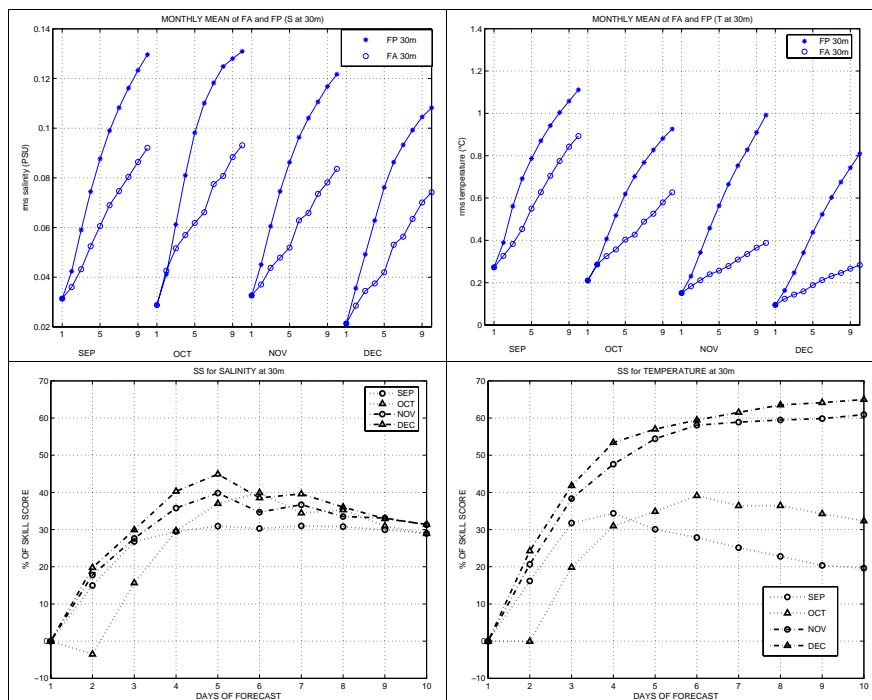 MONTHLY MEAN of FA and FP (S at 30m)
rms salinity (PSU)
0.14
0.12
0.1
0.08
0.06
0.04
0.02
FP 30m
FA 30m
1 5 9 1 5 9 1 5 9 1 5 9
SEP OCT NOV DEC
MONTHLY MEAN of FA and FP (T at 30m)
rms temperature (°C)
1.4
1.2
1
0.8
0.6
0.4
0.2
0
FP 30m
FA 30m
1 5 9 1 5 9 1 5 9 1 5 9
SEP OCT NOV DEC
SS for SALINITY at 30m
% OF SKILL SCORE
70
60
50
40
30
20
10
0
−10
SEP
OCT
NOV
DEC
1 2 3 4 5 6 7 8 9 10
DAYS OF FORECAST
SS for TEMPERATURE at 30m
% OF SKILL SCORE
70
60
50
40
30
20
10
0
−10
SEP
OCT
NOV
DEC
1 2 3 4 5 6 7 8 9 10
DAYS OF FORECAST